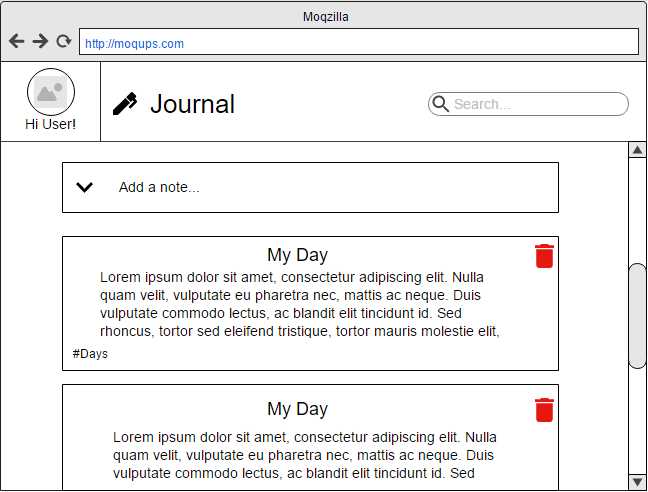 Moqzilla
http://moqups.com
Hi User!
Journal
Search...
Add a note...
My Day
Lorem ipsum dolor sit amet, consectetur adipiscing elit. Nulla
quam velit, vulputate eu pharetra nec, mattis ac neque. Duis
vulputate commodo lectus, ac blandit elit tincidunt id. Sed
rhoncus, tortor sed eleifend tristique, tortor mauris molestie elit,
#Days
My Day
Lorem ipsum dolor sit amet, consectetur adipiscing elit. Nulla
quam velit, vulputate eu pharetra nec, mattis ac neque. Duis
vulputate commodo lectus, ac blandit elit tincidunt id. Sed